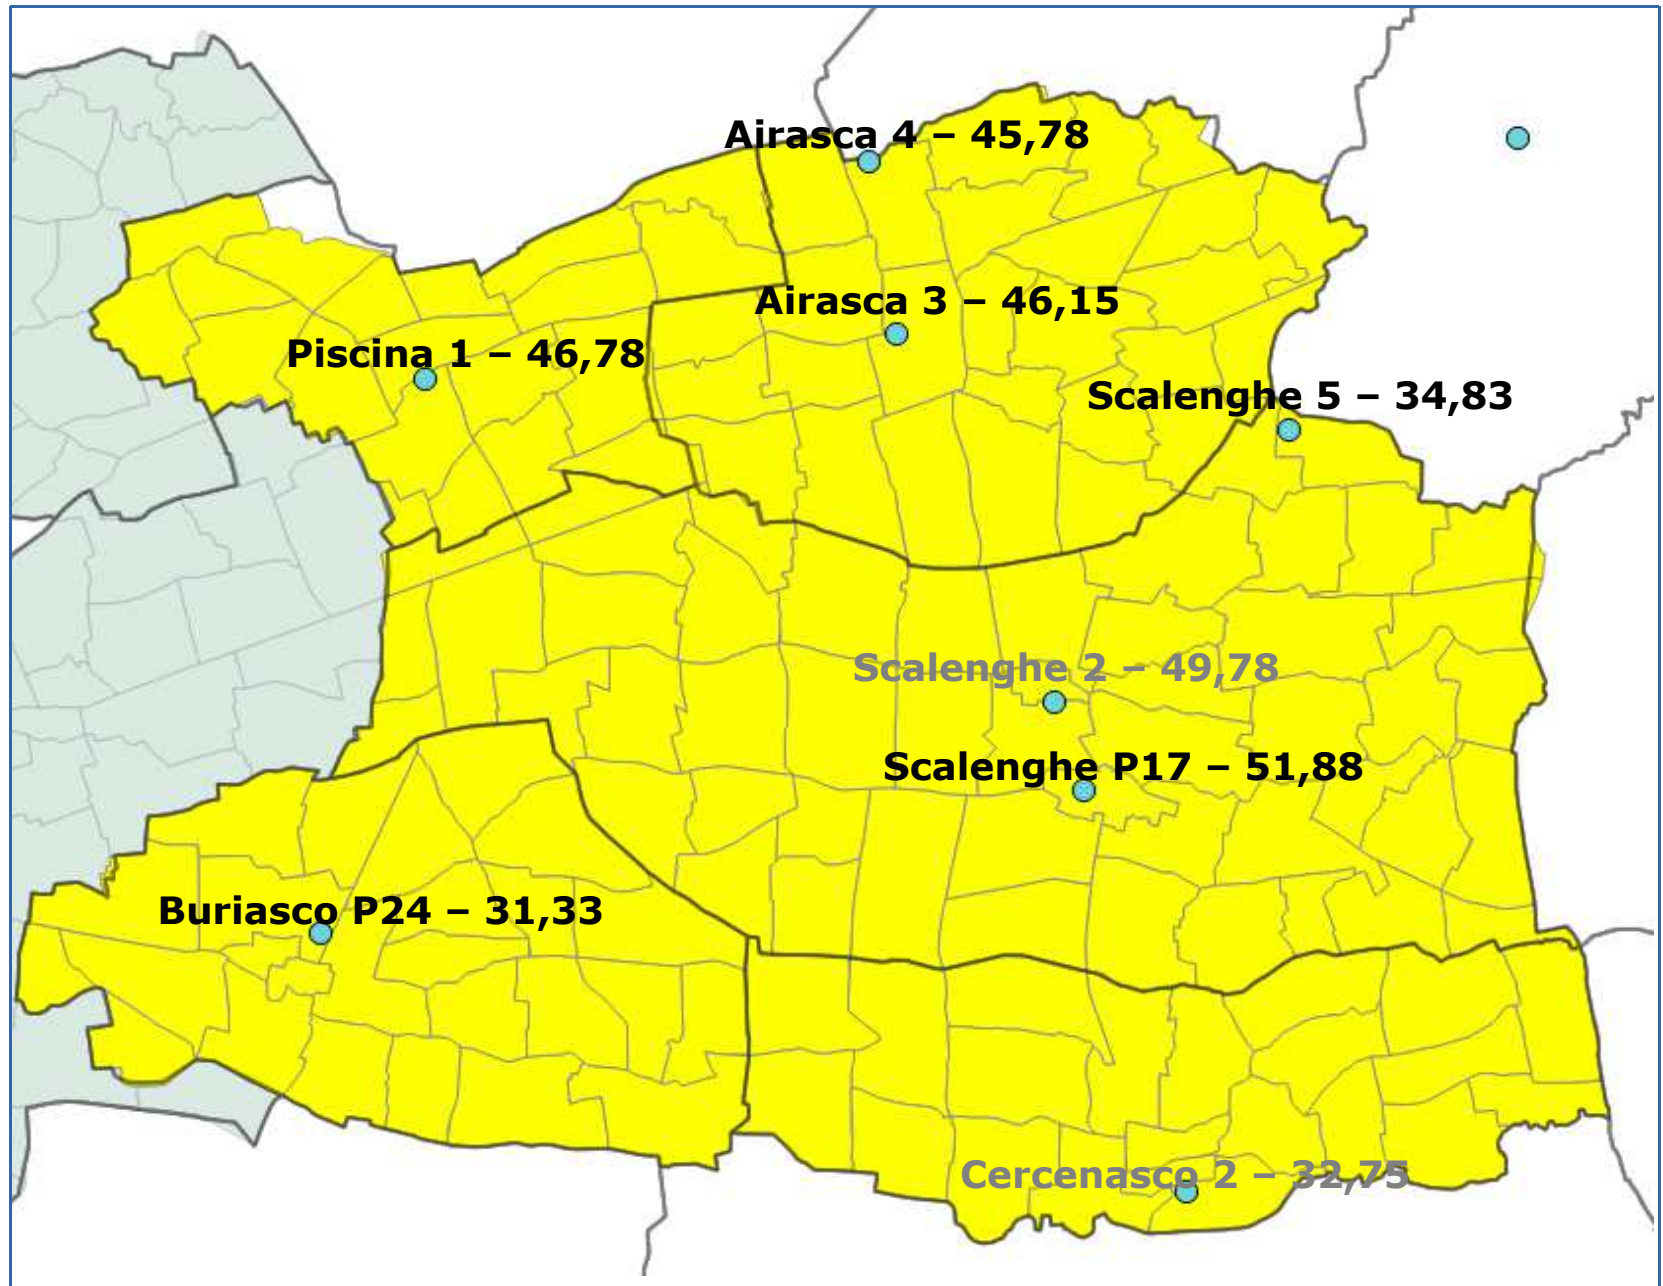 Airasca 4 – 45,78
Airasca 3 – 46,15
Piscina 1 – 46,78
Scalenghe 5 – 34,83
Scalenghe 2 – 49,78
Scalenghe P17 – 51,88
Buriasco P24 – 31,33
Cercenasco 2 – 32,75